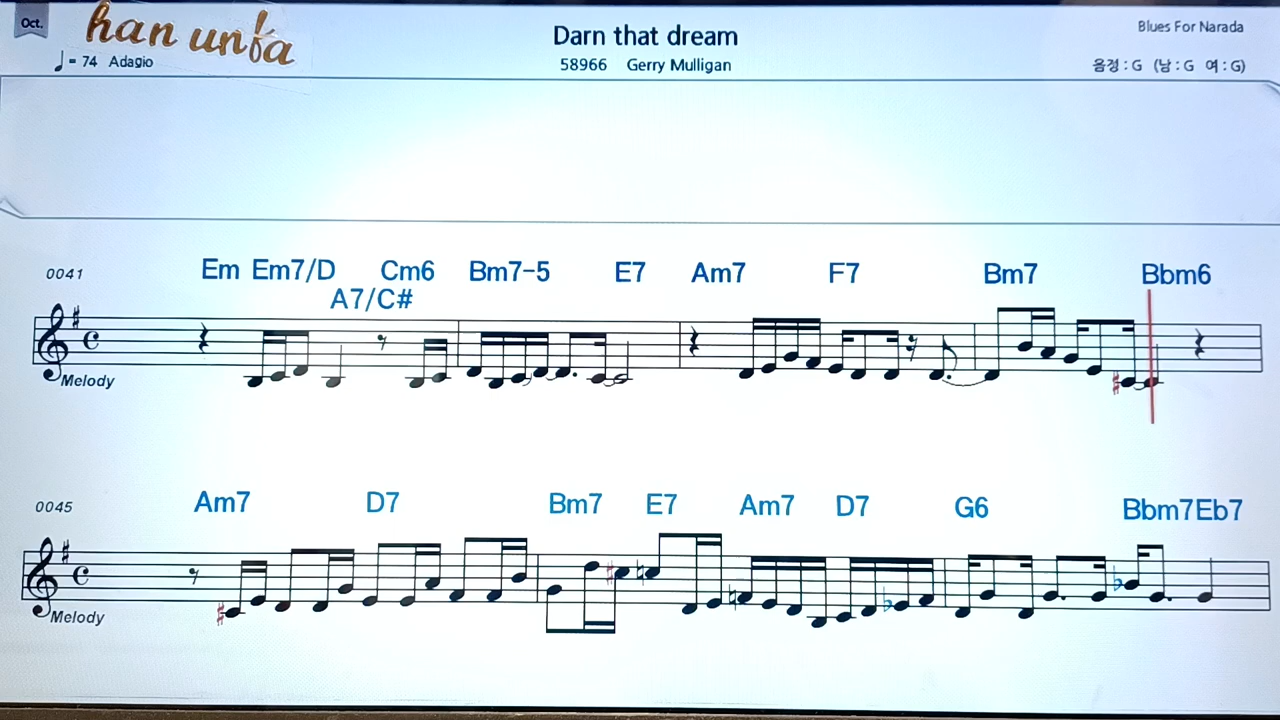 Oct.
han unfa
Darn that dream
Blues For Narada
♩= 74 Adagio
58966 Gerry Mulligan
음정 : G (남 : G 여 : G)
0041
Em Em7/D Cm6 Bm7-5 E7 Am7 F7 Bm7 Bbm6
A7/C#
Melody
0045
Am7 D7 Bm7 E7 Am7 D7 G6 Bbm7Eb7
Melody